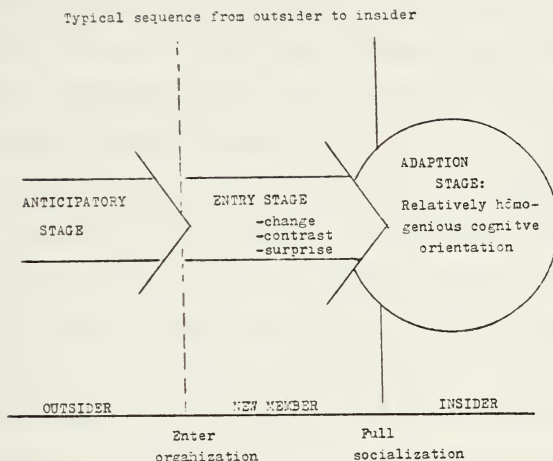 Typical sequence from outsider to insider
ANTICIPATORY
STAGE
ENTRY STAGE
-change
-contrast
-surprise
ADAPTION
STAGE:
Relatively hómo-
genious cognitve
orientation
OUTSIDER
NEW MEMBER
INSIDER
Enter
organization
Full
socialization